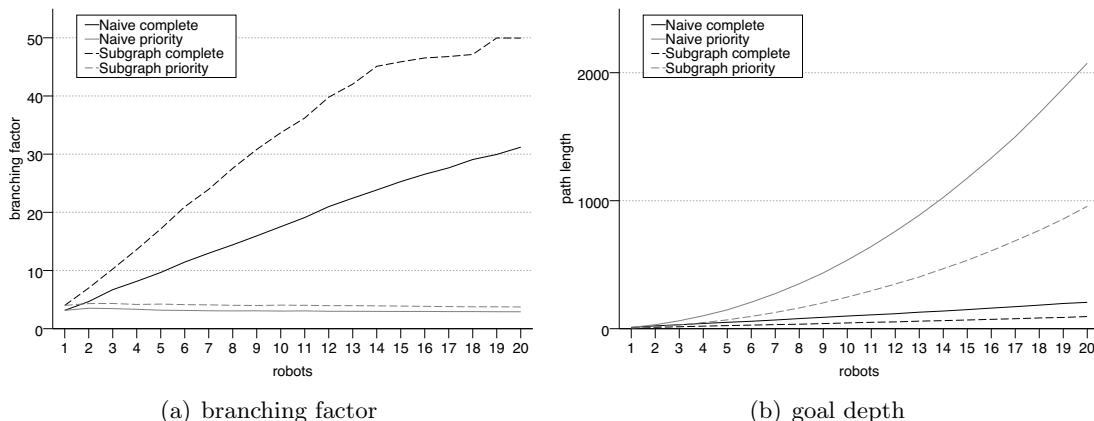 Naive complete
Naive priority
Subgraph complete
Subgraph priority
branching factor
50
40
30
20
10
0
1 2 3 4 5 6 7 8 9 10 11 12 13 14 15 16 17 18 19 20
robots
(a) branching factor
Naive complete
Naive priority
Subgraph complete
Subgraph priority
path length
2000
1000
0
1 2 3 4 5 6 7 8 9 10 11 12 13 14 15 16 17 18 19 20
robots
(b) goal depth